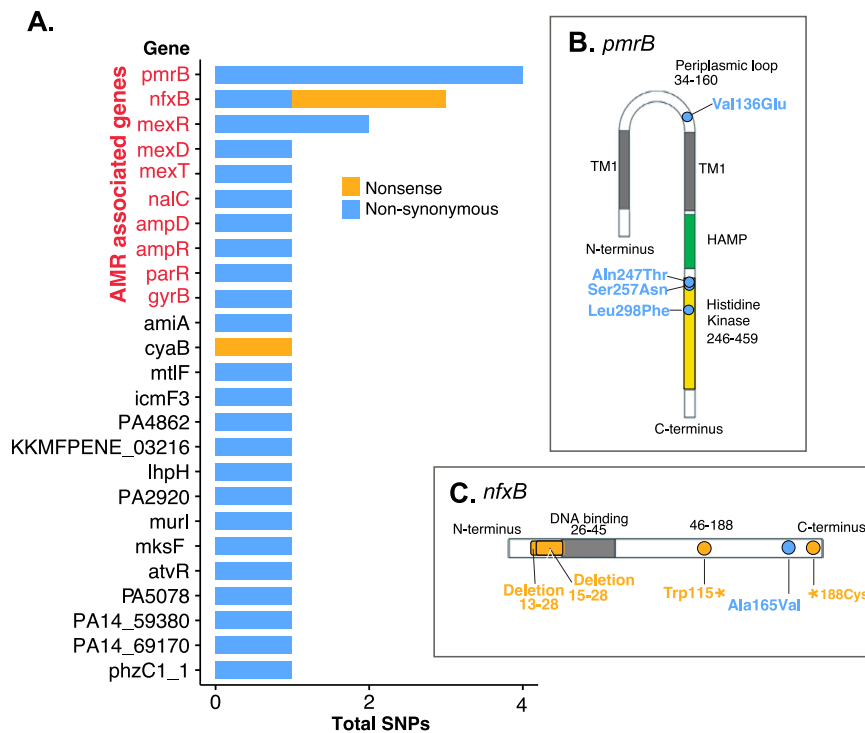 A.
Gene
AMR associated genes
pmrB
nfxB
mexR
mexD
mexT
nalC
ampD
ampR
parR
gyrB
amiA
cyaB
mtlF
icmF3
PA4862
KKMFPENE_03216
lhpH
PA2920
murI
mksF
atvR
PA5078
PA14_59380
PA14_69170
phzC1_1
0
2
4
Total SNPs
Nonsense
Non-synonymous
B. pmrB
Periplasmic loop
34-160
Val136Glu
TM1
TM1
N-terminus
HAMP
Aln247Thr
Ser257Asn
Leu298Phe
Histidine
Kinase
246-459
C-terminus
C. nfxB
N-terminus
DNA binding
26-45
46-188
C-terminus
Deletion
13-28
Deletion
15-28
Trp115*
Ala165Val
*188Cys